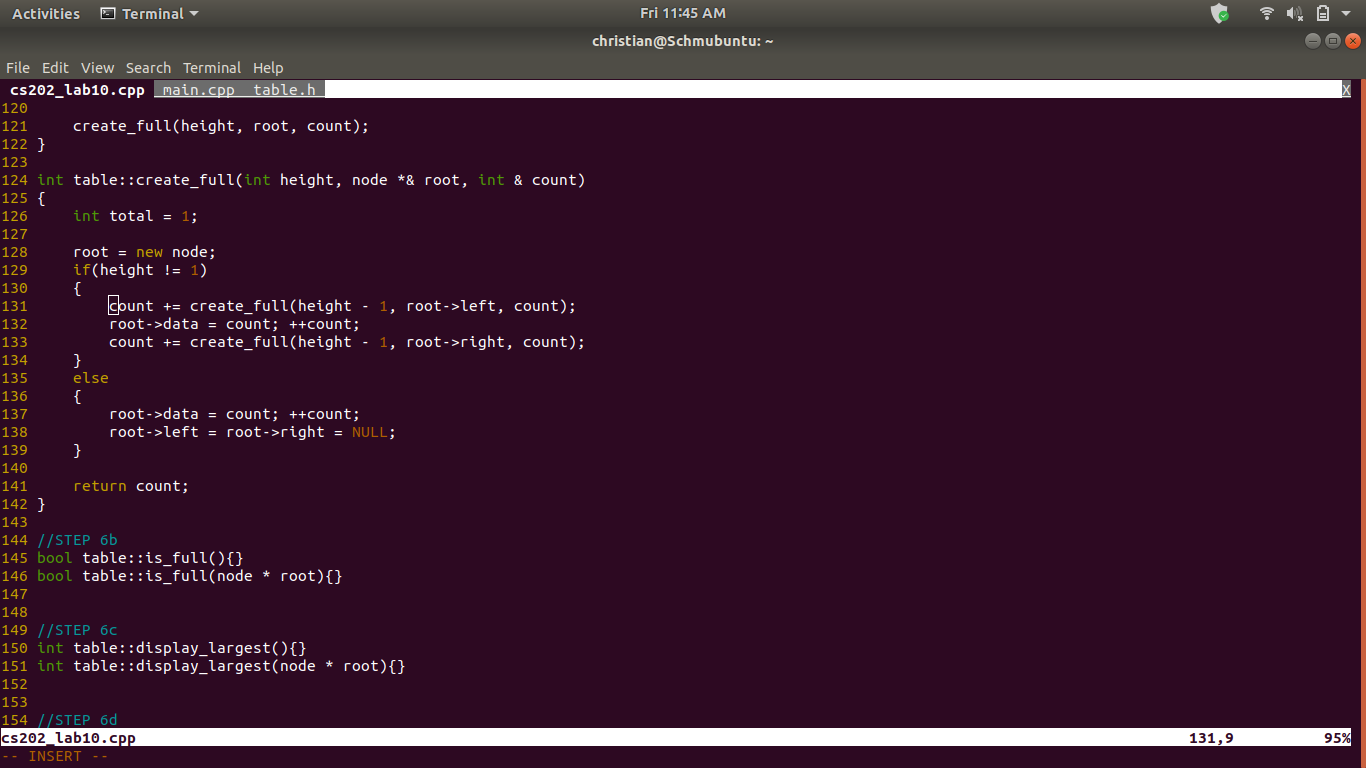 Activities Terminal Fri 11:45 AM
christian@Schmubuntu: ~
File Edit View Search Terminal Help
cs202_lab10.cpp main.cpp table.h X
120
121     create_full(height, root, count);
122 }
123
124 int table::create_full(int height, node *& root, int & count)
125 {
126     int total = 1;
127
128     root = new node;
129     if(height != 1)
130     {
131         count += create_full(height - 1, root->left, count);
132         root->data = count; ++count;
133         count += create_full(height - 1, root->right, count);
134     }
135     else
136     {
137         root->data = count; ++count;
138         root->left = root->right = NULL;
139     }
140
141     return count;
142 }
143
144 //STEP 6b
145 bool table::is_full(){}
146 bool table::is_full(node * root){}
147
148
149 //STEP 6c
150 int table::display_largest(){}
151 int table::display_largest(node * root){}
152
153
154 //STEP 6d
cs202_lab10.cpp 131,9 95%
-- INSERT --